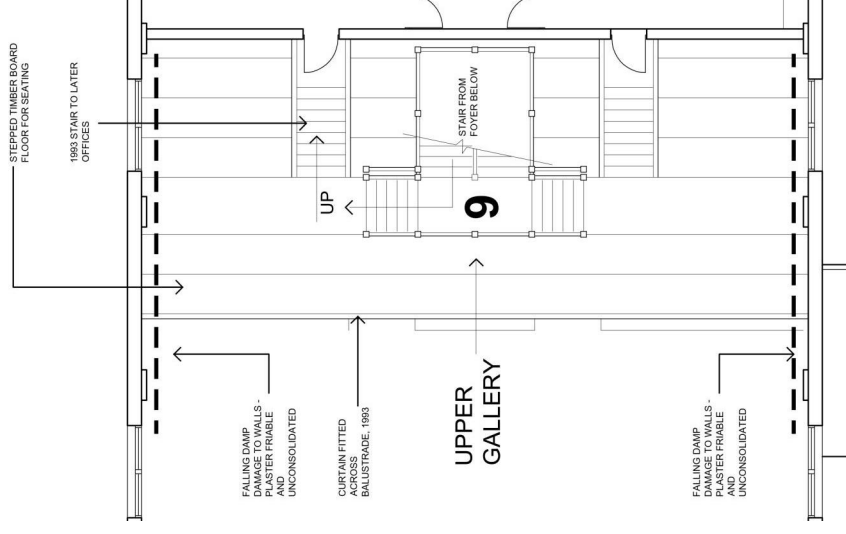 STEPPED TIMBER BOARD
FLOOR FOR SEATING
1993 STAIR TO LATER
OFFICES
UP
STAIR FROM
FOYER BELOW
9
FALLING DAMP
DAMAGE TO WALLS -
PLASTER FRIABLE
AND
UNCONSOLIDATED
CURTAIN FITTED
ACROSS
BALUSTRADE, 1993
UPPER
GALLERY
FALLING DAMP
DAMAGE TO WALLS -
PLASTER FRIABLE
AND
UNCONSOLIDATED